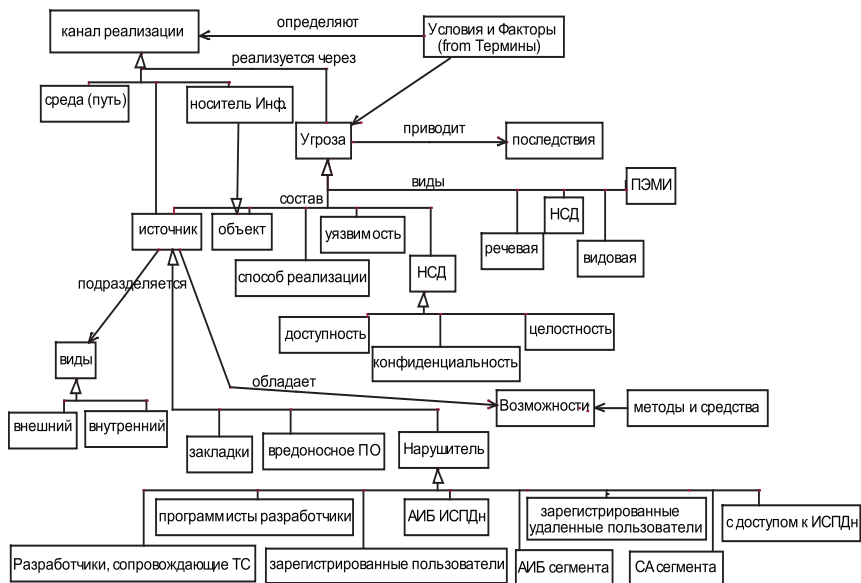 канал реализации
определяют
Условия и Факторы
(from Термины)
реализуется через
среда (путь)
носитель Инф.
Угроза
приводит
последствия
виды
ПЭМИ
состав
источник
объект
уязвимость
НСД
речевая
НСД
видовая
способ реализации
подразделяется
доступность
целостность
конфиденциальность
виды
обладает
Возможности
методы и средства
внешний
внутренний
закладки
вредоносное ПО
Нарушитель
программисты разработчики
АИБ ИСПДн
зарегистрированные
удаленные пользователи
с доступом к ИСПДн
Разработчики, сопровождающие ТС
зарегистрированные пользователи
АИБ сегмента
СА сегмента